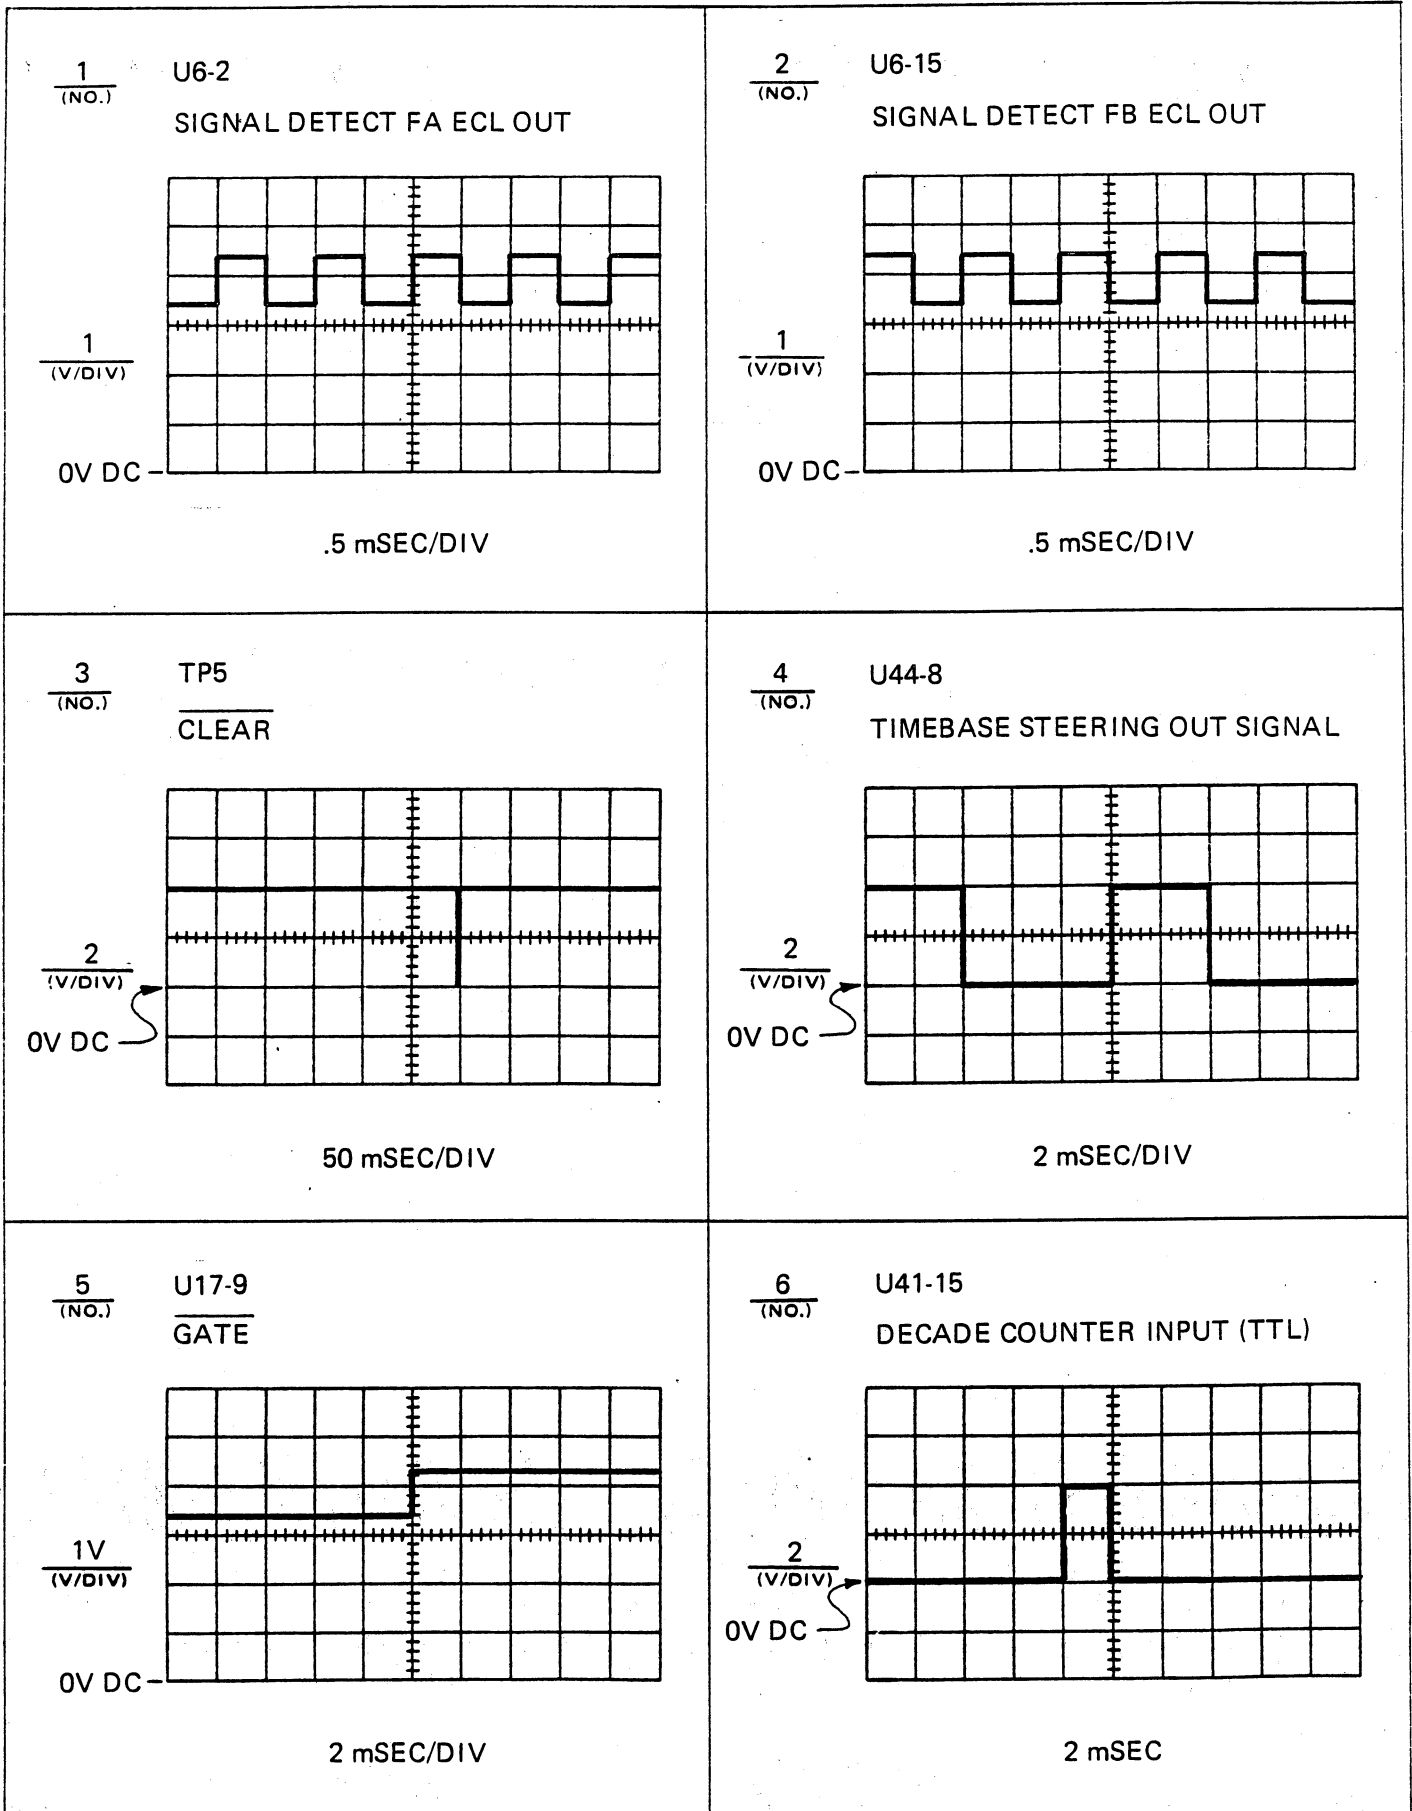 1
(NO.)
U6-2
SIGNAL DETECT FA ECL OUT
1
(V/DIV)
0V DC
.5 mSEC/DIV
2
(NO.)
U6-15
SIGNAL DETECT FB ECL OUT
1
(V/DIV)
0V DC
.5 mSEC/DIV
3
(NO.)
TP5
CLEAR
2
(V/DIV)
0V DC
50 mSEC/DIV
4
(NO.)
U44-8
TIMEBASE STEERING OUT SIGNAL
2
(V/DIV)
0V DC
2 mSEC/DIV
5
(NO.)
U17-9
GATE
1V
(V/DIV)
0V DC
2 mSEC/DIV
6
(NO.)
U41-15
DECADE COUNTER INPUT (TTL)
2
(V/DIV)
0V DC
2 mSEC